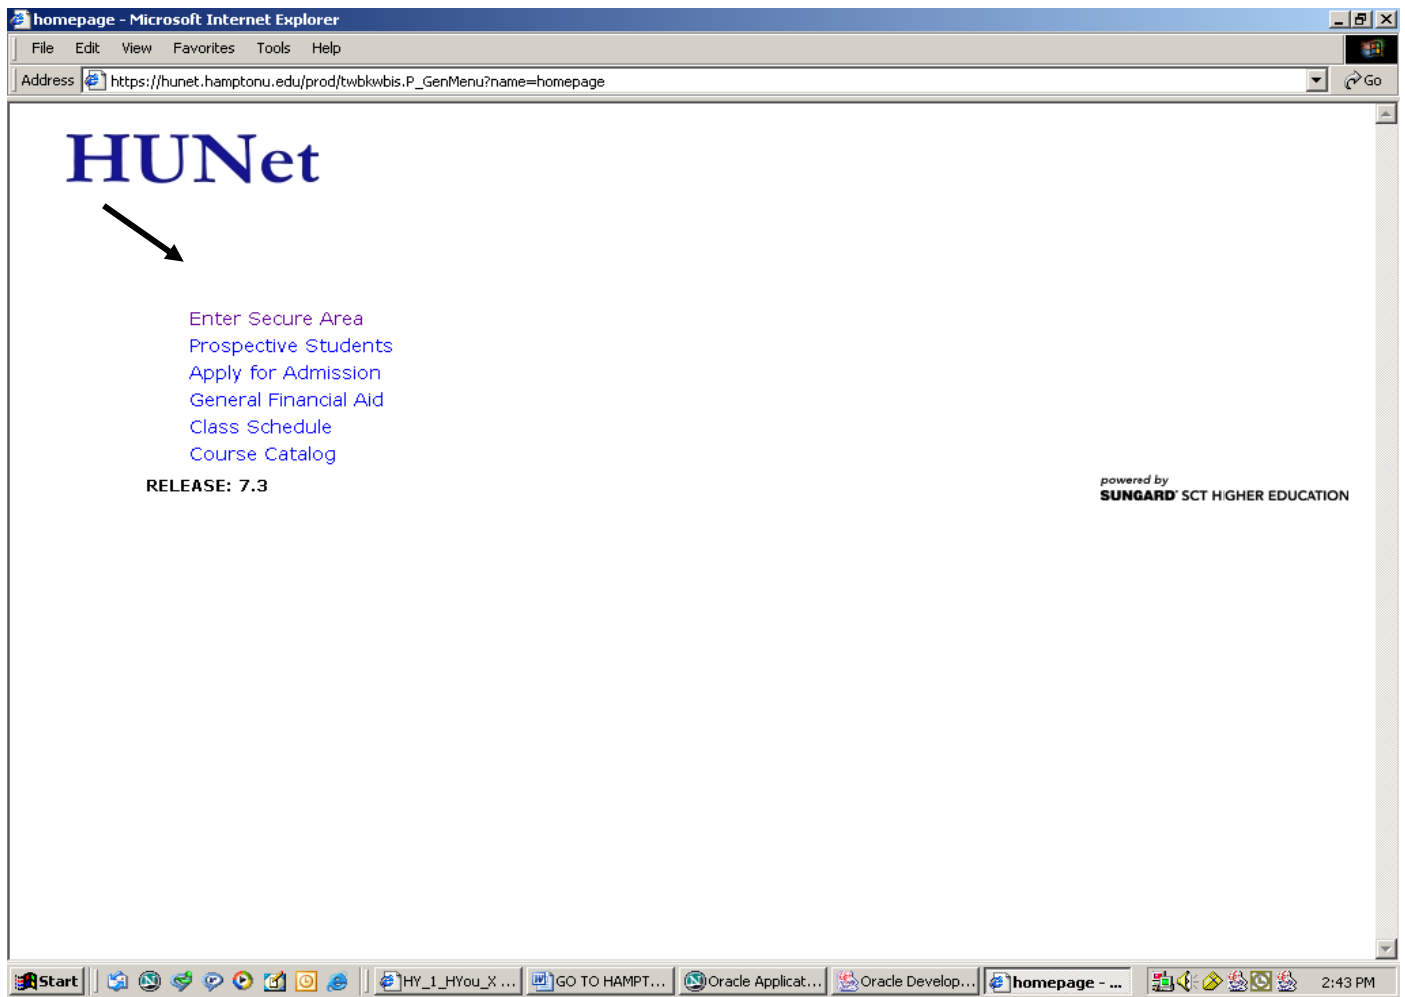 homepage - Microsoft Internet Explorer
File Edit View Favorites Tools Help
Address https://hunet.hamptonu.edu/prod/twbkwbis.P_GenMenu?name=homepage Go
HUNet
Enter Secure Area
Prospective Students
Apply for Admission
General Financial Aid
Class Schedule
Course Catalog
RELEASE: 7.3
powered by
SUNGARD SCT HIGHER EDUCATION
Start HY_1_HYou_X ... GO TO HAMPT... Oracle Applicat... Oracle Develop... homepage - ... 2:43 PM